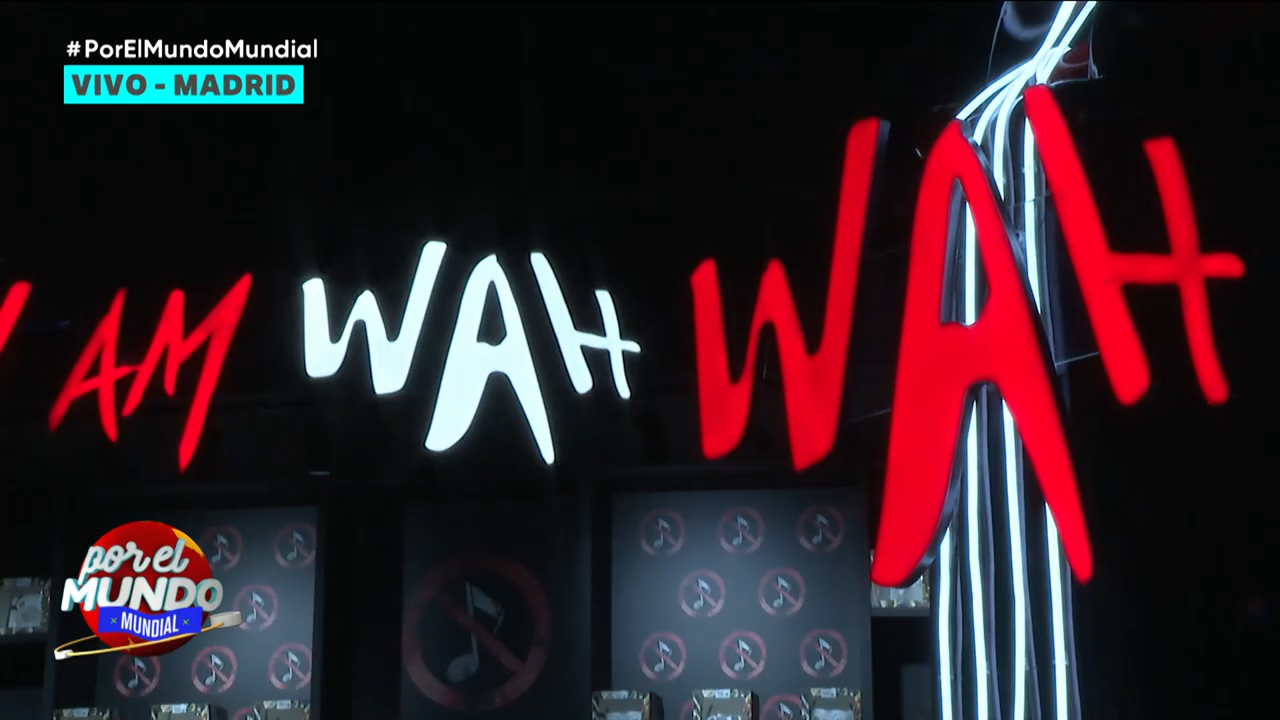 #PorElMundoMundial
VIVO - MADRID
AM WAH WAH
por el
MUNDO
MUNDIAL